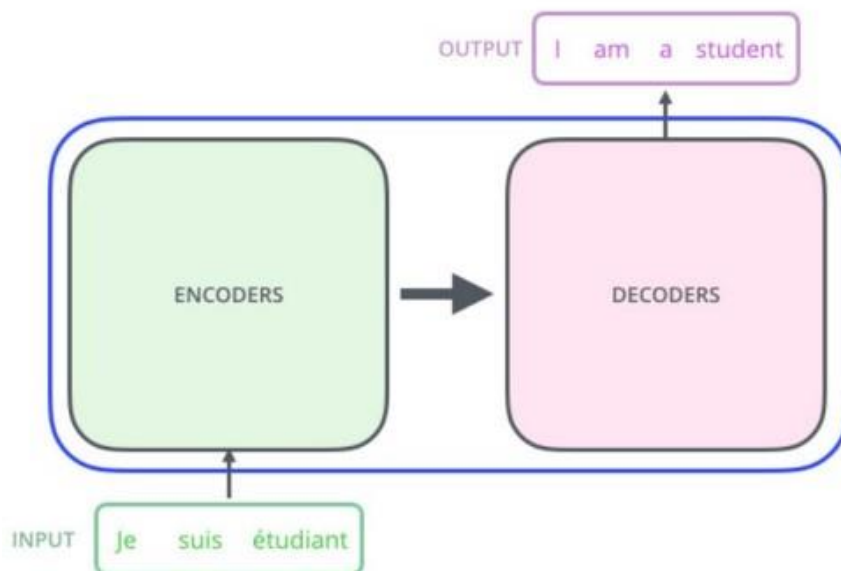 OUTPUT I am a student
ENCODERS DECODERS
INPUT Je suis étudiant